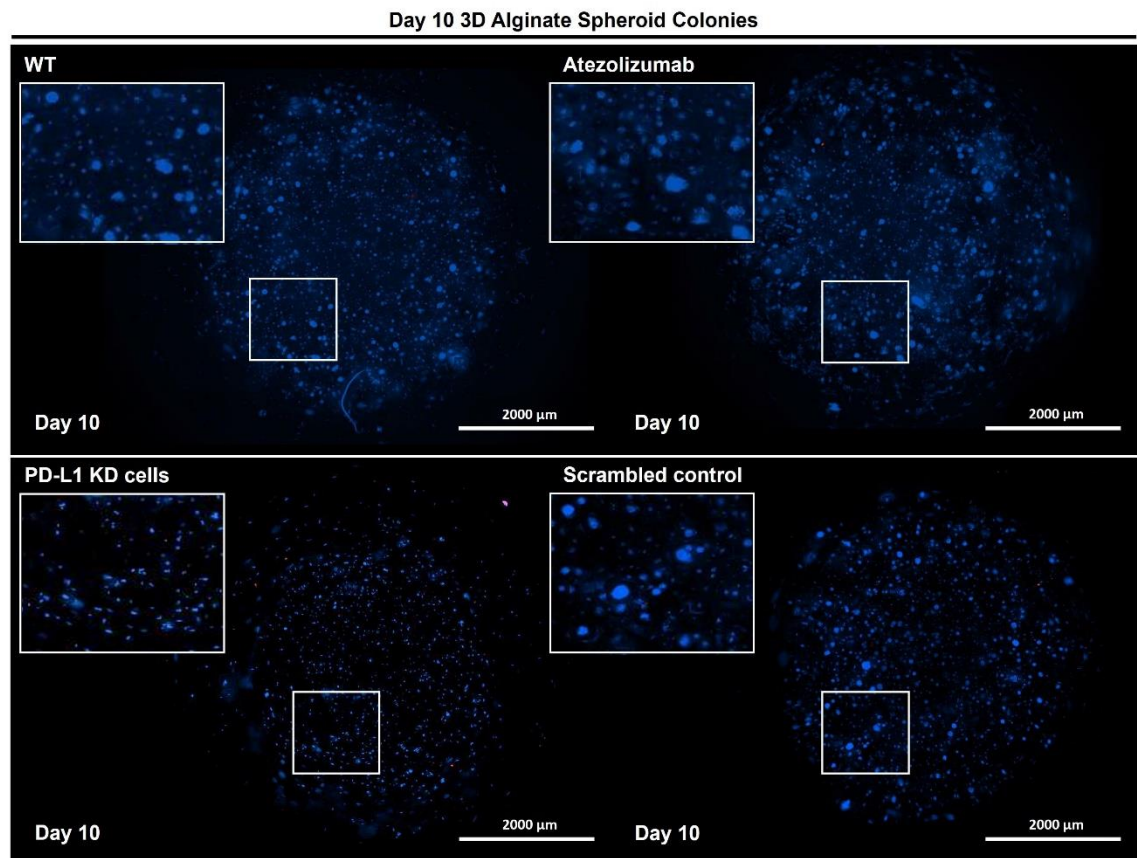 Day 10 3D Alginate Spheroid Colonies
WT
Atezolizumab
Day 10
2000 µm
Day 10
2000 µm
PD-L1 KD cells
Scrambled control
Day 10
2000 µm
Day 10
2000 µm